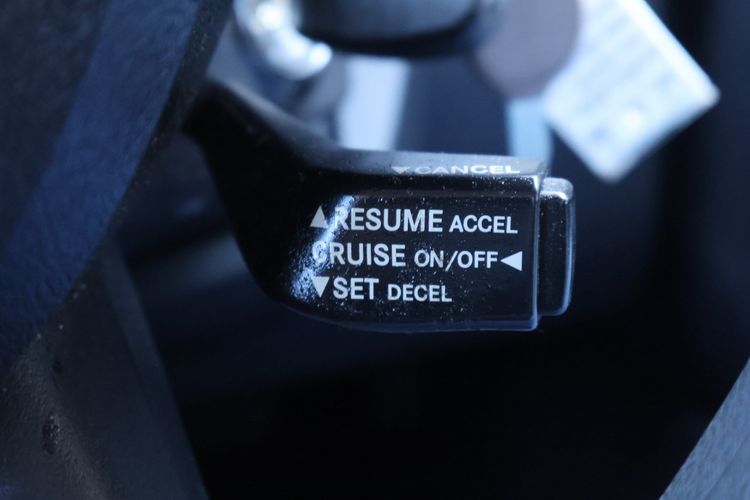 ▼CANCEL
▲RESUME ACCEL
CRUISE ON/OFF◀
▼SET DECEL